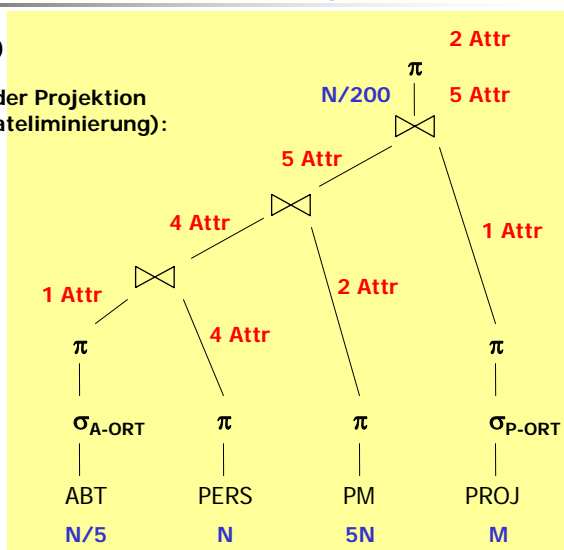 )
2 Attr
π
der Projektion
N/200
5 Attr
ateliminierung):
5 Attr
4 Attr
1 Attr
1 Attr
2 Attr
4 Attr
π
π
σA-ORT
π
π
σP-ORT
ABT
PERS
PM
PROJ
N/5
N
5N
M